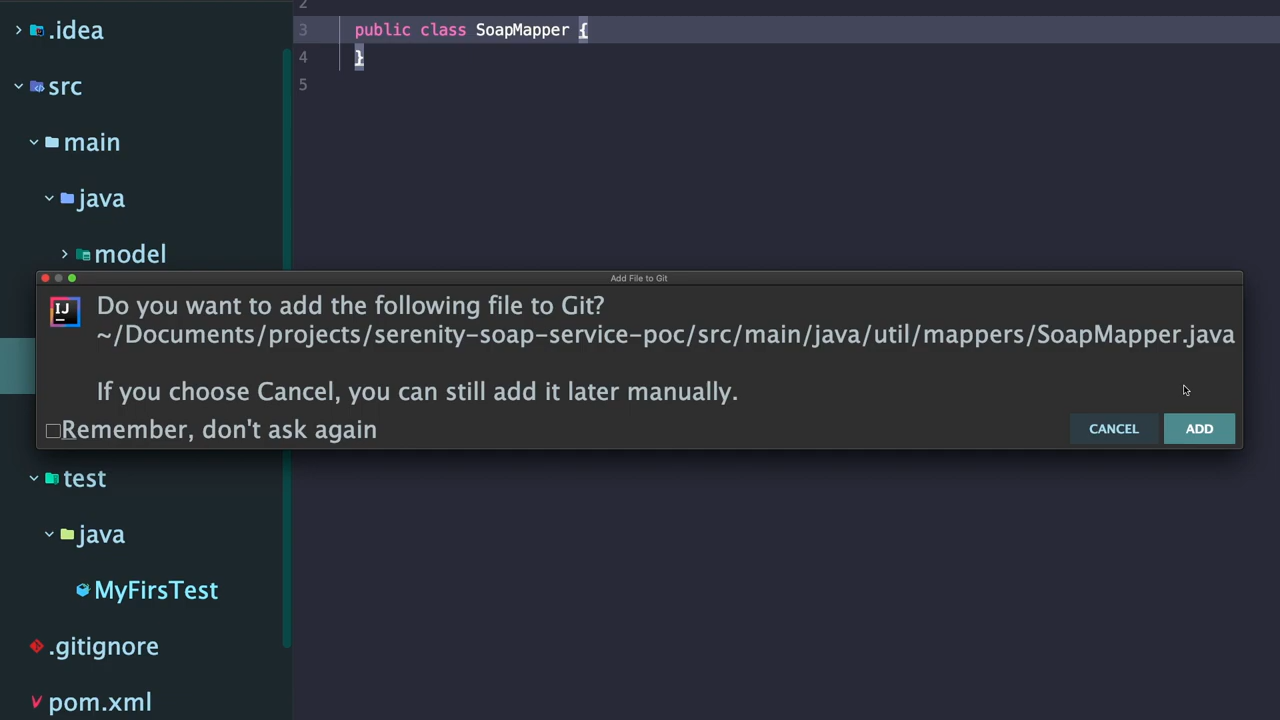 .idea
src
main
java
model
test
java
MyFirsTest
.gitignore
pom.xml
2
3 public class SoapMapper {
4 }
5
Add File to Git
IJ
Do you want to add the following file to Git?
~/Documents/projects/serenity-soap-service-poc/src/main/java/util/mappers/SoapMapper.java
If you choose Cancel, you can still add it later manually.
Remember, don't ask again
CANCEL
ADD